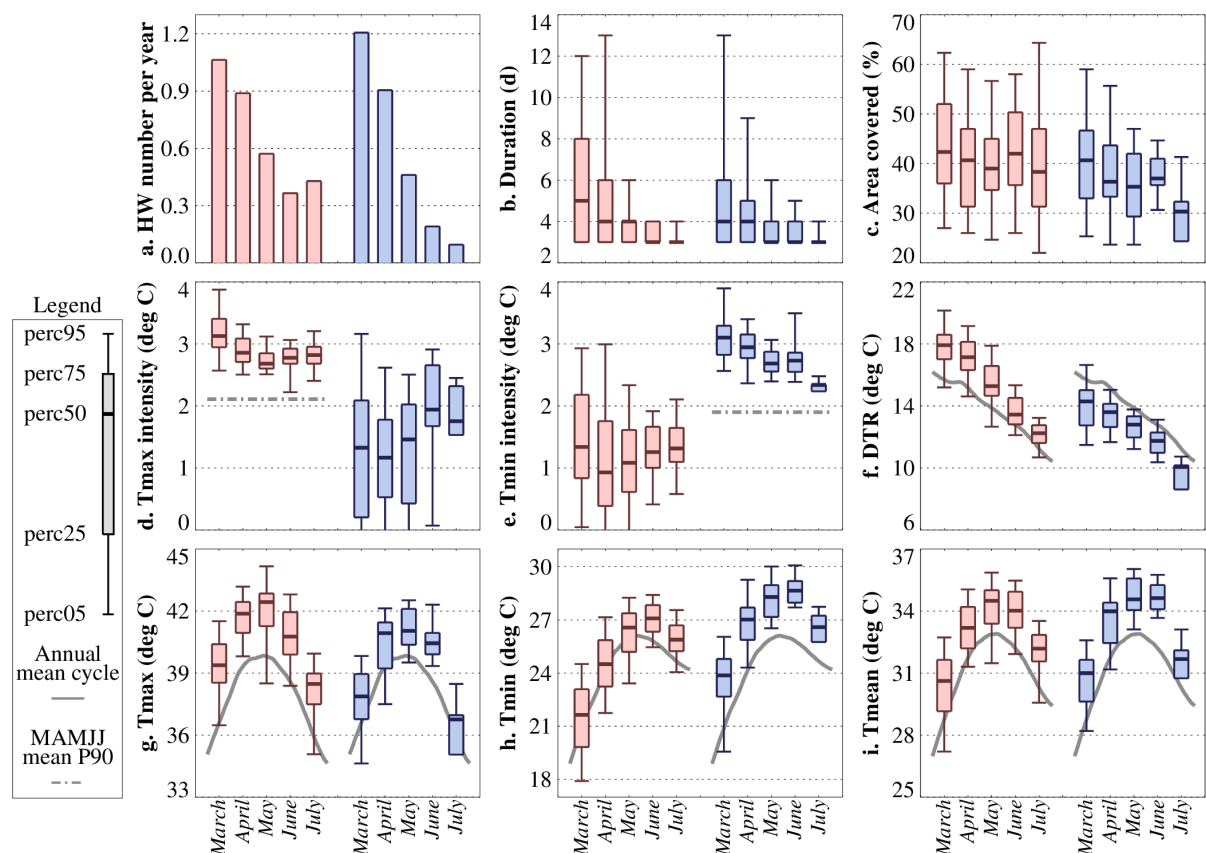 a. HW number per year
1.2
0.9
0.6
0.3
0.0
b. Duration (d)
14
12
10
8
6
4
2
c. Area covered (%)
70
60
50
40
30
20
Legend
perc95
perc75
perc50
perc25
perc05
Annual
mean cycle
MAMJJ
mean P90
d. Tmax intensity (deg C)
4
3
2
1
0
e. Tmin intensity (deg C)
4
3
2
1
0
f. DTR (deg C)
22
18
14
10
6
g. Tmax (deg C)
45
42
39
36
33
h. Tmin (deg C)
30
27
24
21
18
i. Tmean (deg C)
37
34
31
28
25
March April May June July March April May June July
March April May June July March April May June July
March April May June July March April May June July